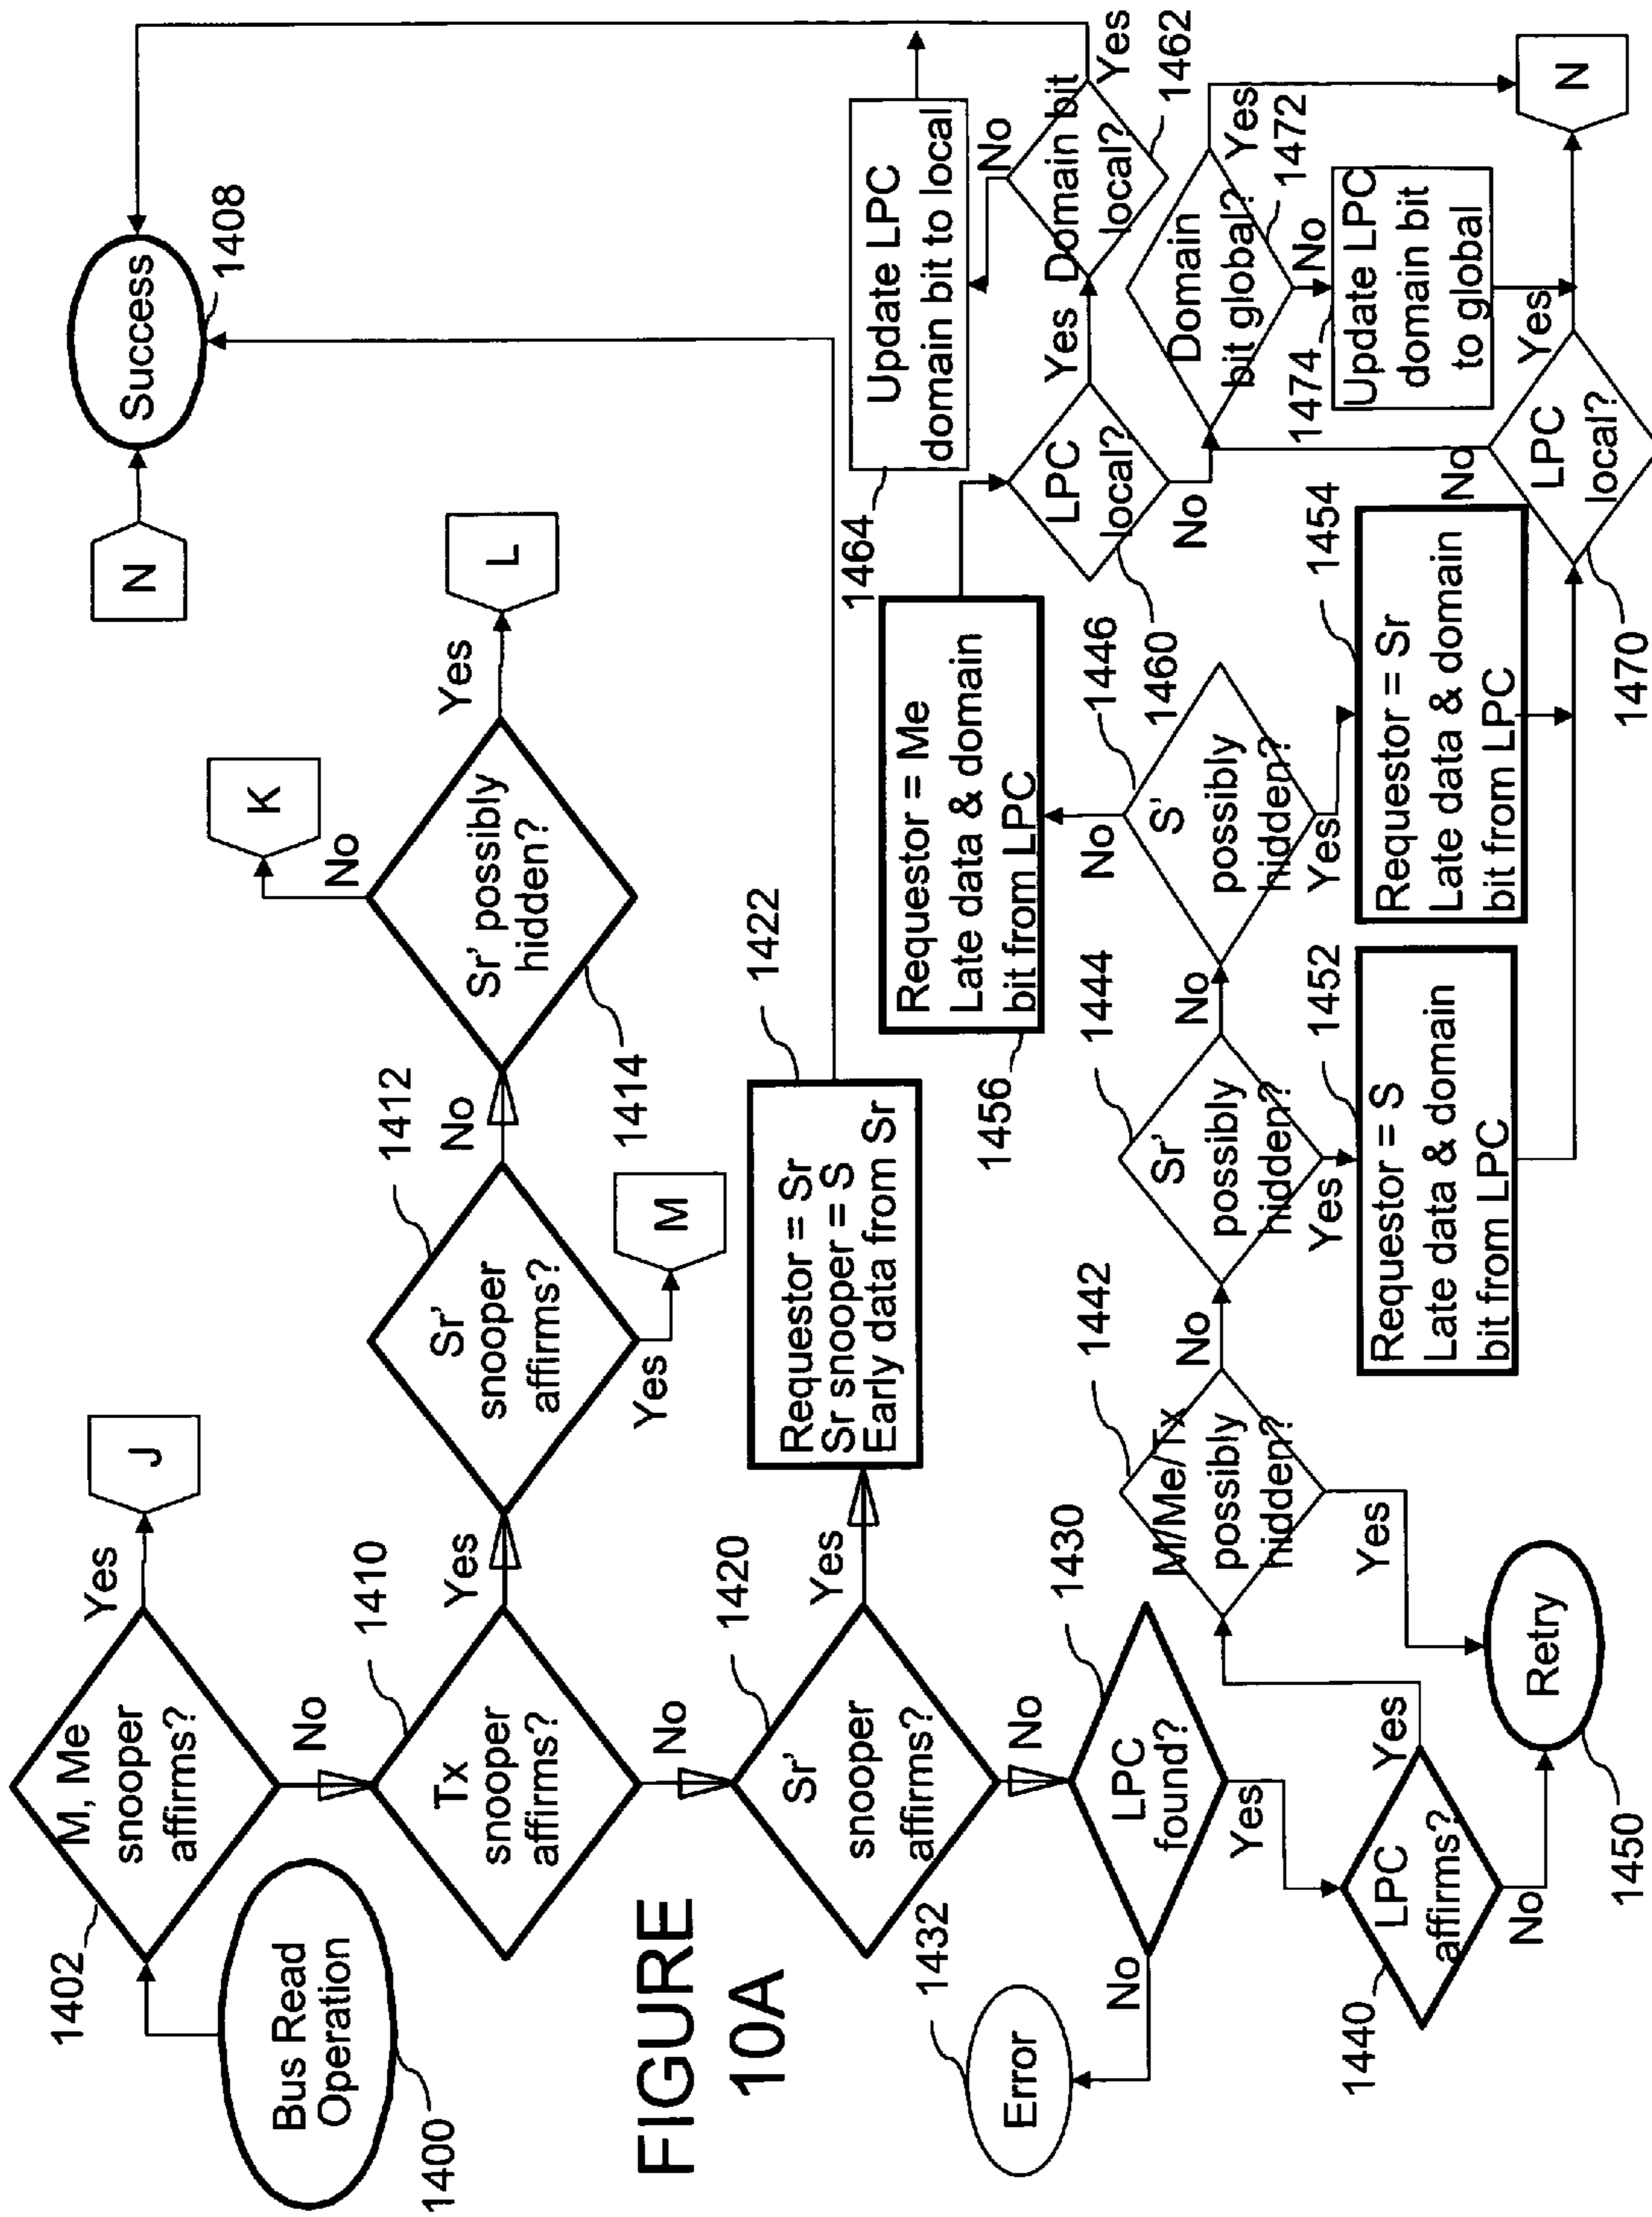 1400
Bus Read
Operation
1402
M, Me
snooper
affirms?
Yes
J
No
1410
Tx
snooper
affirms?
Yes
1412
Sr'
snooper
affirms?
Yes
M
No
1414
Sr' possibly
hidden?
No
K
Yes
L
N
Success
1408
No
1420
Sr'
snooper
affirms?
Yes
1422
Requestor = Sr
Sr snooper = S
Early data from Sr
No
1430
LPC
found?
No
1432
Error
Yes
1440
LPC
affirms?
No
1450
Retry
Yes
1442
M/Me/Tx
possibly
hidden?
Yes
No
1444
Sr'
possibly
hidden?
Yes
1452
Requestor = S
Late data & domain
bit from LPC
No
1446
S'
possibly
hidden?
Yes
1454
Requestor = Sr
Late data & domain
bit from LPC
No
1456
Requestor = Me
Late data & domain
bit from LPC
1460
LPC
local?
Yes
No
1462
Domain bit
local?
Yes
No
1464
Update LPC
domain bit to local
1470
LPC
local?
Yes
No
1472
Domain
bit global?
Yes
No
1474
Update LPC
domain bit
to global
N
FIGURE
10A